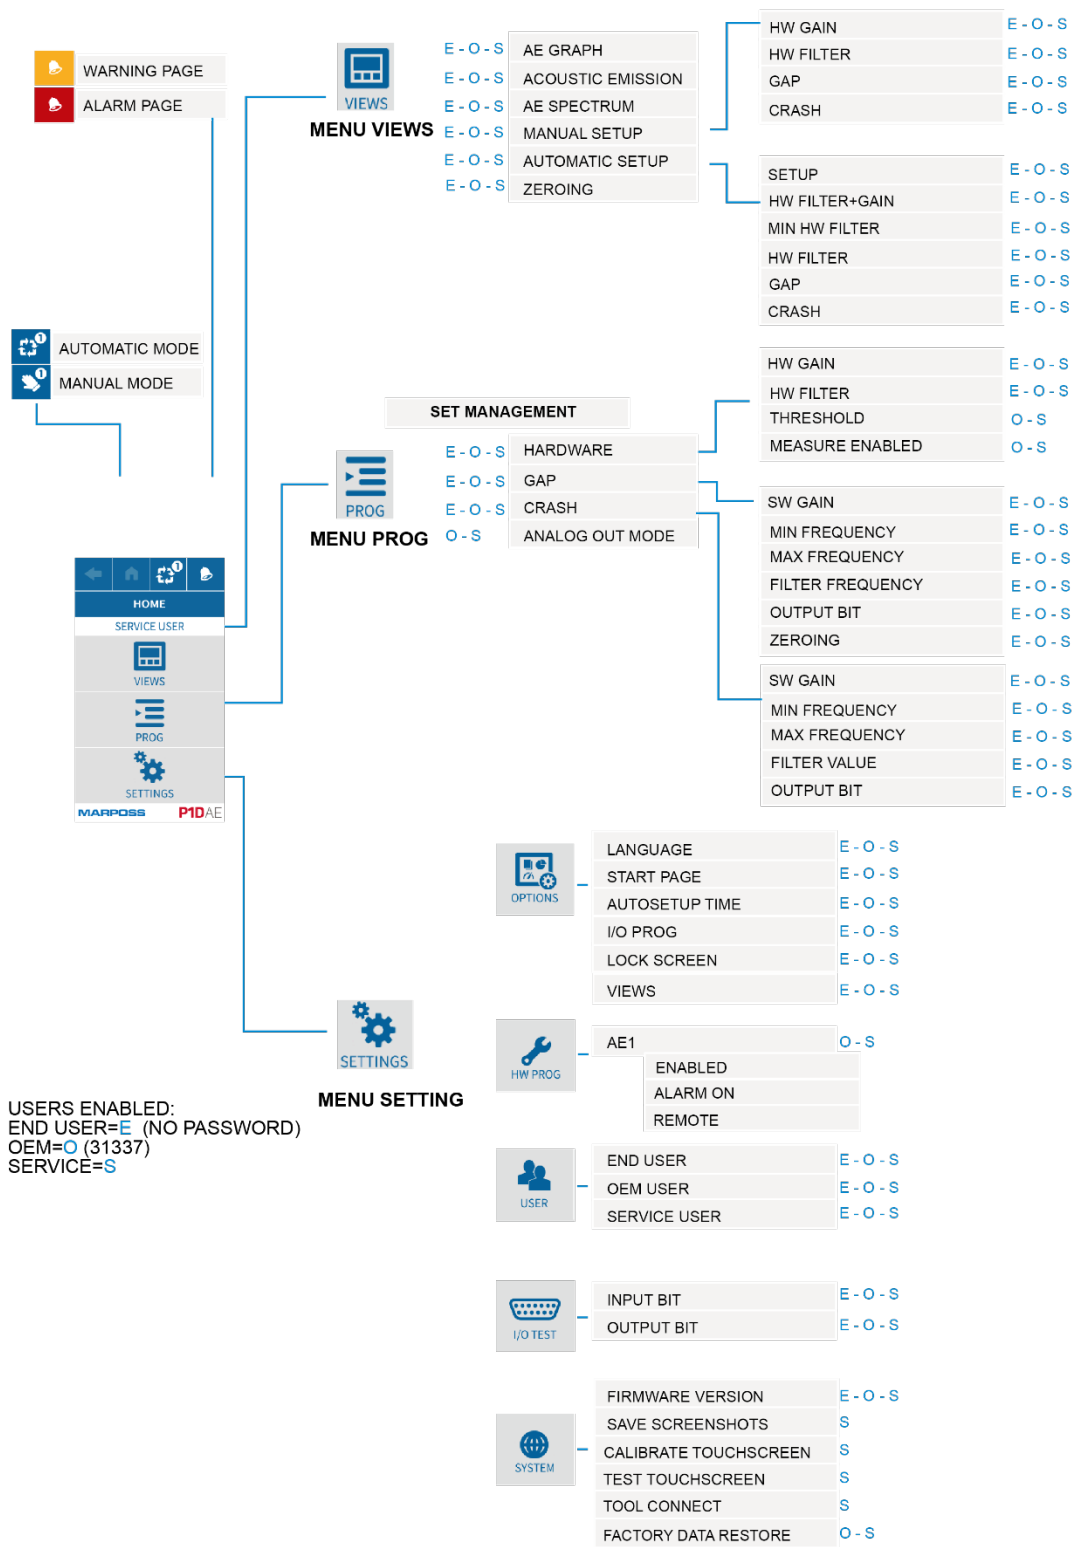 WARNING PAGE
ALARM PAGE
VIEWS
MENU VIEWS
E - O - S AE GRAPH
E - O - S ACOUSTIC EMISSION
E - O - S AE SPECTRUM
E - O - S MANUAL SETUP
E - O - S AUTOMATIC SETUP
E - O - S ZEROING
HW GAIN E - O - S
HW FILTER E - O - S
GAP E - O - S
CRASH E - O - S
SETUP E - O - S
HW FILTER+GAIN E - O - S
MIN HW FILTER E - O - S
HW FILTER E - O - S
GAP E - O - S
CRASH E - O - S
1 AUTOMATIC MODE
1 MANUAL MODE
SET MANAGEMENT
PROG
MENU PROG
E - O - S HARDWARE
E - O - S GAP
E - O - S CRASH
O - S ANALOG OUT MODE
HW GAIN E - O - S
HW FILTER E - O - S
THRESHOLD O - S
MEASURE ENABLED O - S
SW GAIN E - O - S
MIN FREQUENCY E - O - S
MAX FREQUENCY E - O - S
FILTER FREQUENCY E - O - S
OUTPUT BIT E - O - S
ZEROING E - O - S
SW GAIN E - O - S
MIN FREQUENCY E - O - S
MAX FREQUENCY E - O - S
FILTER VALUE E - O - S
OUTPUT BIT E - O - S
1
HOME
SERVICE USER
VIEWS
PROG
SETTINGS
MARPOSS P1DAE
SETTINGS
MENU SETTING
OPTIONS
LANGUAGE E - O - S
START PAGE E - O - S
AUTOSETUP TIME E - O - S
I/O PROG E - O - S
LOCK SCREEN E - O - S
VIEWS E - O - S
HW PROG
AE1 O - S
ENABLED
ALARM ON
REMOTE
USERS ENABLED:
END USER=E (NO PASSWORD)
OEM=O (31337)
SERVICE=S
USER
END USER E - O - S
OEM USER E - O - S
SERVICE USER E - O - S
I/O TEST
INPUT BIT E - O - S
OUTPUT BIT E - O - S
SYSTEM
FIRMWARE VERSION E - O - S
SAVE SCREENSHOTS S
CALIBRATE TOUCHSCREEN S
TEST TOUCHSCREEN S
TOOL CONNECT S
FACTORY DATA RESTORE O - S